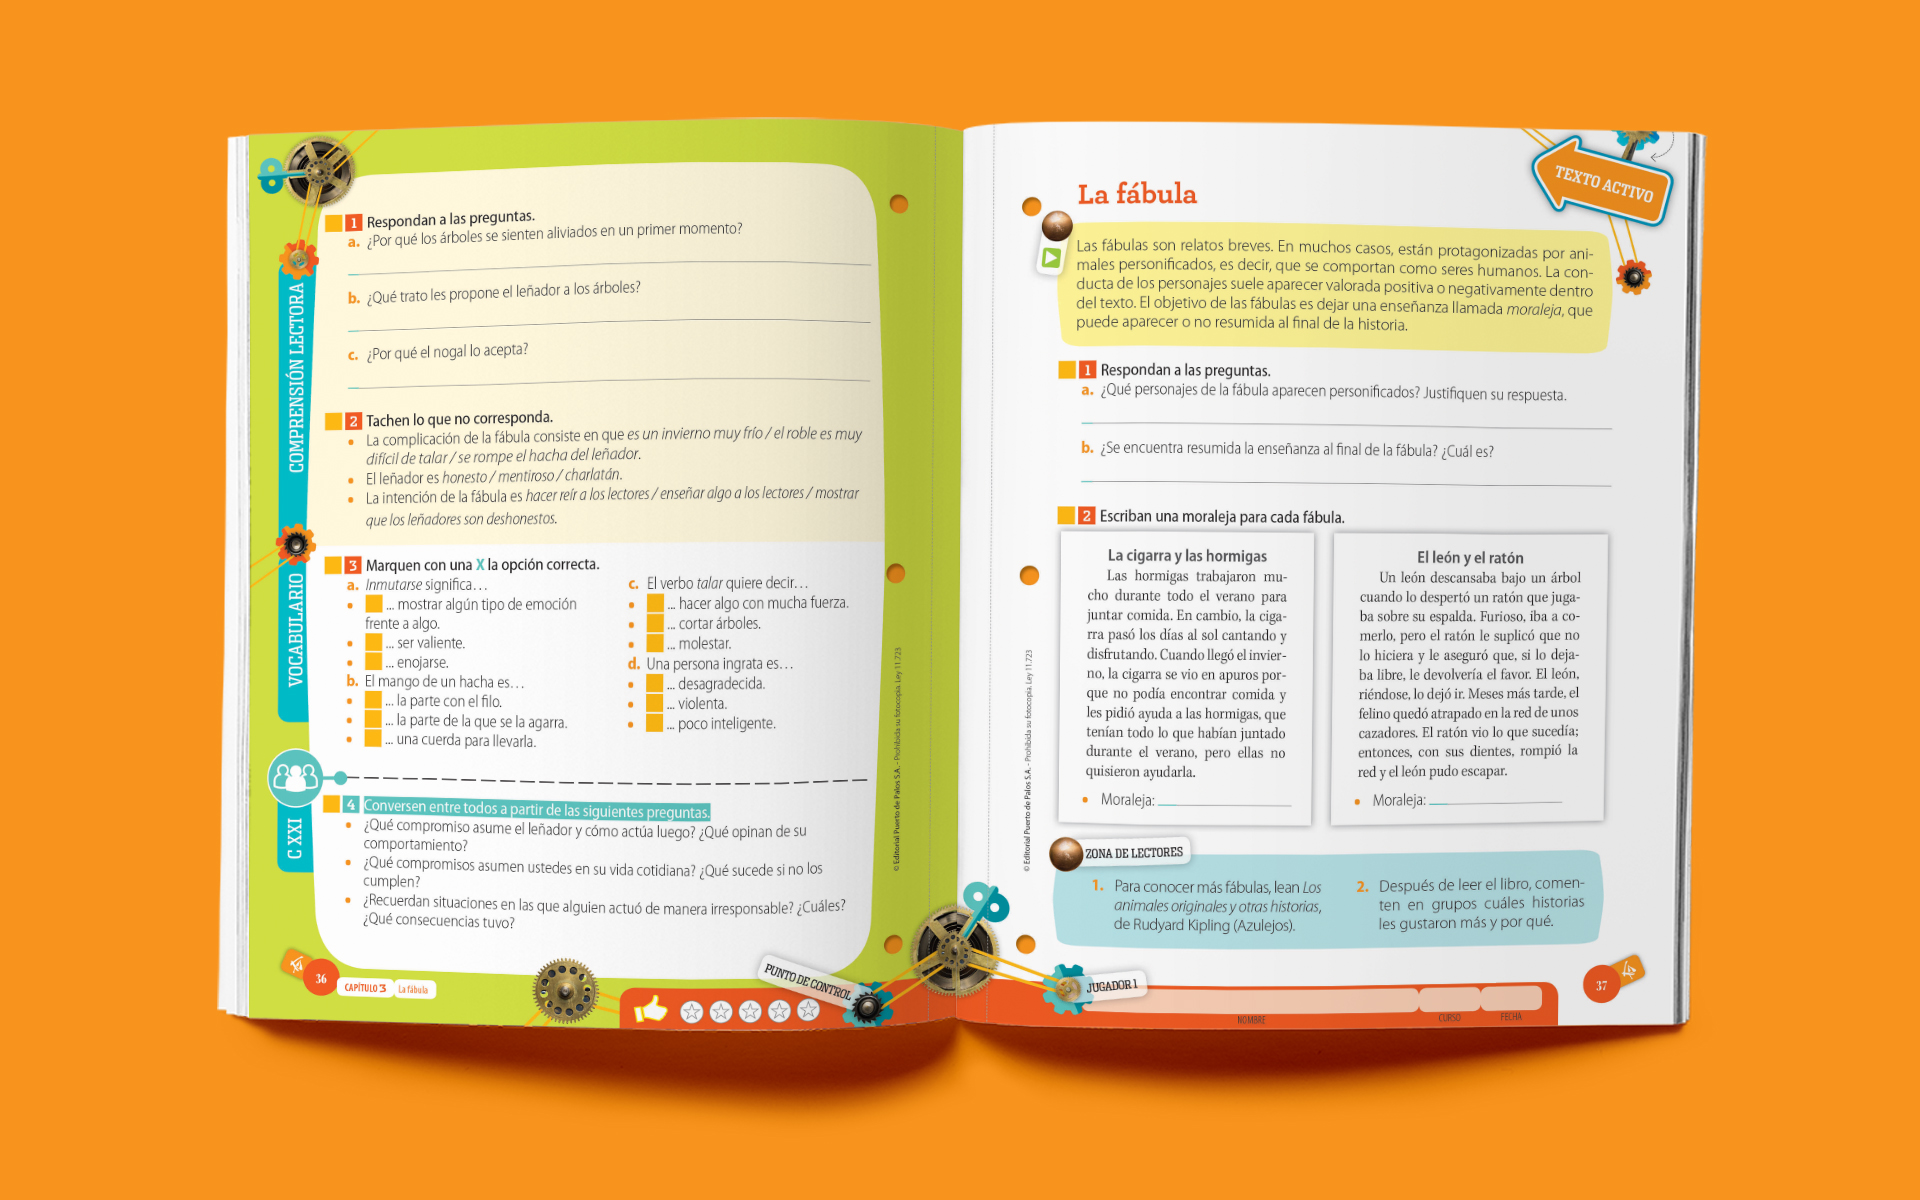 COMPRENSIÓN LECTORA
1 Respondan a las preguntas.
a. ¿Por qué los árboles se sienten aliviados en un primer momento?
b. ¿Qué trato les propone el leñador a los árboles?
c. ¿Por qué el nogal lo acepta?
2 Tachen lo que no corresponda.
• La complicación de la fábula consiste en que es un invierno muy frío / el roble es muy
difícil de talar / se rompe el hacha del leñador.
• El leñador es honesto / mentiroso / charlatán.
• La intención de la fábula es hacer reír a los lectores / enseñar algo a los lectores / mostrar
que los leñadores son deshonestos.
VOCABULARIO
3 Marquen con una X la opción correcta.
a. Inmutarse significa...
• ... mostrar algún tipo de emoción
frente a algo.
• ... ser valiente.
• ... enojarse.
b. El mango de un hacha es...
• ... la parte con el filo.
• ... la parte de la que se la agarra.
• ... una cuerda para llevarla.
c. El verbo talar quiere decir...
• ... hacer algo con mucha fuerza.
• ... cortar árboles.
• ... molestar.
d. Una persona ingrata es...
• ... desagradecida.
• ... violenta.
• ... poco inteligente.
C XXI
4 Conversen entre todos a partir de las siguientes preguntas.
• ¿Qué compromiso asume el leñador y cómo actúa luego? ¿Qué opinan de su
comportamiento?
• ¿Qué compromisos asumen ustedes en su vida cotidiana? ¿Qué sucede si no los
cumplen?
• ¿Recuerdan situaciones en las que alguien actuó de manera irresponsable? ¿Cuáles?
¿Qué consecuencias tuvo?
© Editorial Puerto de Palos S.A. - Prohibida su fotocopia. Ley 11.723
36
CAPÍTULO 3 La fábula
PUNTO DE CONTROL
TEXTO ACTIVO
La fábula
Las fábulas son relatos breves. En muchos casos, están protagonizadas por ani-
males personificados, es decir, que se comportan como seres humanos. La con-
ducta de los personajes suele aparecer valorada positiva o negativamente dentro
del texto. El objetivo de las fábulas es dejar una enseñanza llamada moraleja, que
puede aparecer o no resumida al final de la historia.
1 Respondan a las preguntas.
a. ¿Qué personajes de la fábula aparecen personificados? Justifiquen su respuesta.
b. ¿Se encuentra resumida la enseñanza al final de la fábula? ¿Cuál es?
2 Escriban una moraleja para cada fábula.
La cigarra y las hormigas
Las hormigas trabajaron mu-
cho durante todo el verano para
juntar comida. En cambio, la ciga-
rra pasó los días al sol cantando y
disfrutando. Cuando llegó el invier-
no, la cigarra se vio en apuros por-
que no podía encontrar comida y
les pidió ayuda a las hormigas, que
tenían todo lo que habían juntado
durante el verano, pero ellas no
quisieron ayudarla.
• Moraleja:
El león y el ratón
Un león descansaba bajo un árbol
cuando lo despertó un ratón que juga-
ba sobre su espalda. Furioso, iba a co-
merlo, pero el ratón le suplicó que no
lo hiciera y le aseguró que, si lo deja-
ba libre, le devolvería el favor. El león,
riéndose, lo dejó ir. Meses más tarde, el
felino quedó atrapado en la red de unos
cazadores. El ratón vio lo que sucedía;
entonces, con sus dientes, rompió la
red y el león pudo escapar.
• Moraleja:
© Editorial Puerto de Palos S.A. - Prohibida su fotocopia. Ley 11.723
ZONA DE LECTORES
1. Para conocer más fábulas, lean Los
animales originales y otras historias,
de Rudyard Kipling (Azulejos).
2. Después de leer el libro, comen-
ten en grupos cuáles historias
les gustaron más y por qué.
JUGADOR 1
NOMBRE
CURSO
FECHA
37